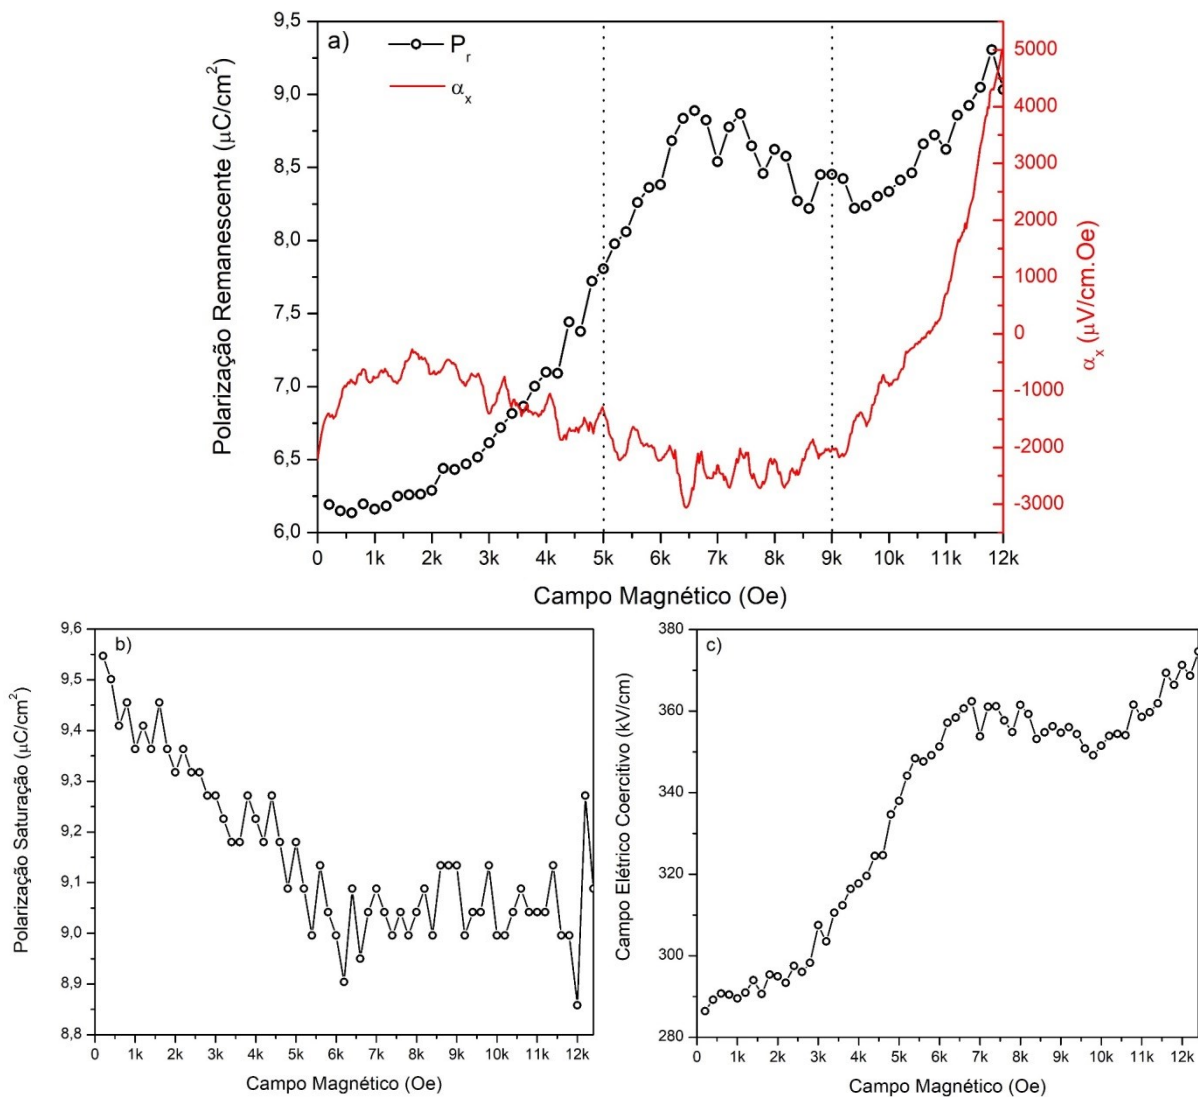 a)
P_r
α_x
Polarização Remanescente (μC/cm²)
9,5
9,0
8,5
8,0
7,5
7,0
6,5
6,0
5000
4000
3000
2000
1000
0
-1000
-2000
-3000
α_x (μV/cm.Oe)
0 1k 2k 3k 4k 5k 6k 7k 8k 9k 10k 11k 12k
Campo Magnético (Oe)
b)
Polarização Saturação (μC/cm²)
9,6
9,5
9,4
9,3
9,2
9,1
9,0
8,9
8,8
0 1k 2k 3k 4k 5k 6k 7k 8k 9k 10k 11k 12k
Campo Magnético (Oe)
c)
Campo Elétrico Coercitivo (kV/cm)
380
360
340
320
300
280
0 1k 2k 3k 4k 5k 6k 7k 8k 9k 10k 11k 12k
Campo Magnético (Oe)